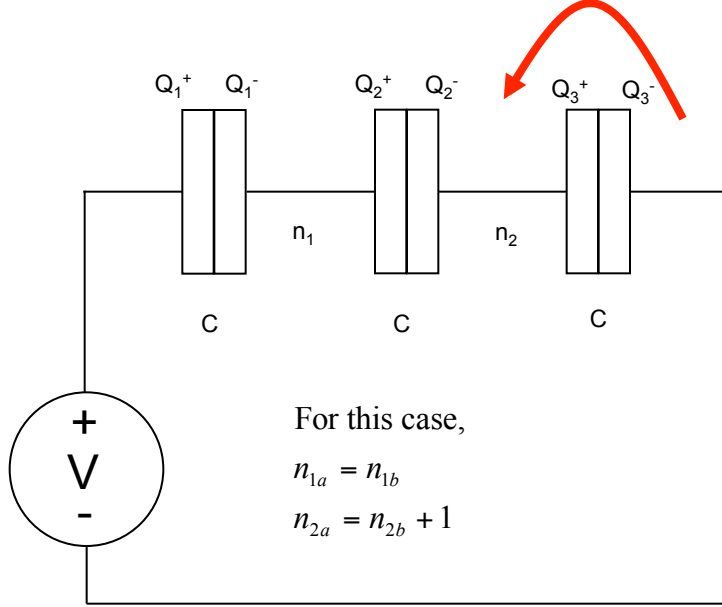 Q₁⁺ Q₁⁻ Q₂⁺ Q₂⁻ Q₃⁺ Q₃⁻
n₁ n₂
C C C
For this case,
n₁ₐ = n₁b
n₂ₐ = n₂b + 1
+
V
-